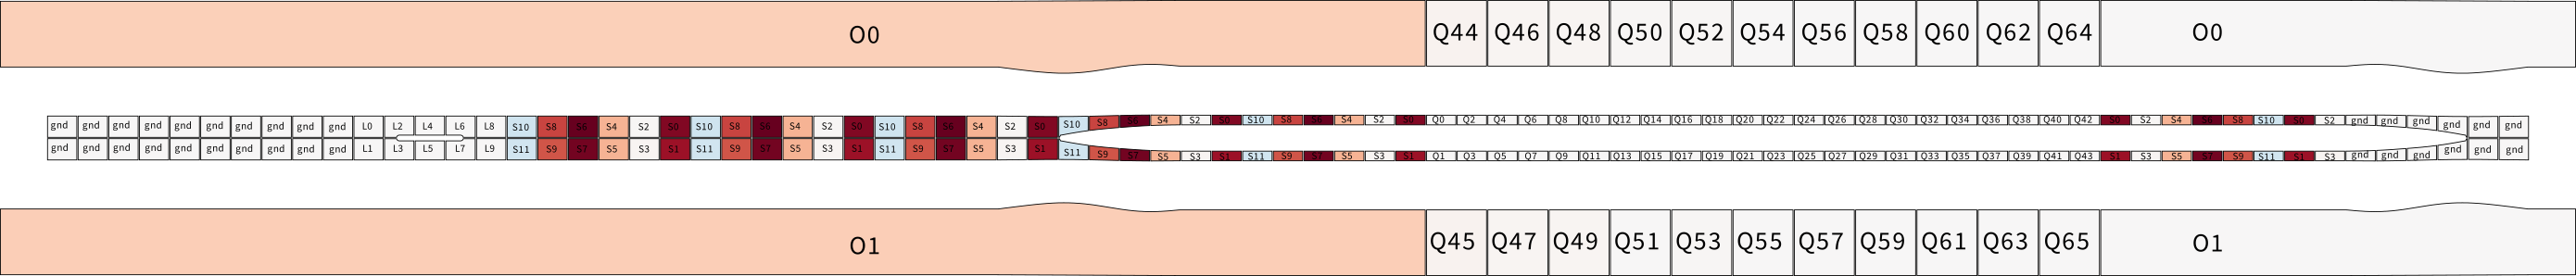 O0 Q44 Q46 Q48 Q50 Q52 Q54 Q56 Q58 Q60 Q62 Q64 O0
gnd gnd gnd gnd gnd gnd gnd gnd gnd gnd L0 L2 L4 L6 L8 S10 S8 S6 S4 S2 S0 S10 S8 S6 S4 S2 S0 S10 S8 S6 S4 S2 S0 S10 S8 S6 S4 S2 S0 S10 S8 S6 S4 S2 S0 Q0 Q2 Q4 Q6 Q8 Q10 Q12 Q14 Q16 Q18 Q20 Q22 Q24 Q26 Q28 Q30 Q32 Q34 Q36 Q38 Q40 Q42 S0 S2 S4 S6 S8 S10 S0 S2 gnd gnd gnd gnd gnd gnd
gnd gnd gnd gnd gnd gnd gnd gnd gnd gnd L1 L3 L5 L7 L9 S11 S9 S7 S5 S3 S1 S11 S9 S7 S5 S3 S1 S11 S9 S7 S5 S3 S1 S11 S9 S7 S5 S3 S1 S11 S9 S7 S5 S3 S1 Q1 Q3 Q5 Q7 Q9 Q11 Q13 Q15 Q17 Q19 Q21 Q23 Q25 Q27 Q29 Q31 Q33 Q35 Q37 Q39 Q41 Q43 S1 S3 S5 S7 S9 S11 S1 S3 gnd gnd gnd gnd gnd gnd
O1 Q45 Q47 Q49 Q51 Q53 Q55 Q57 Q59 Q61 Q63 Q65 O1